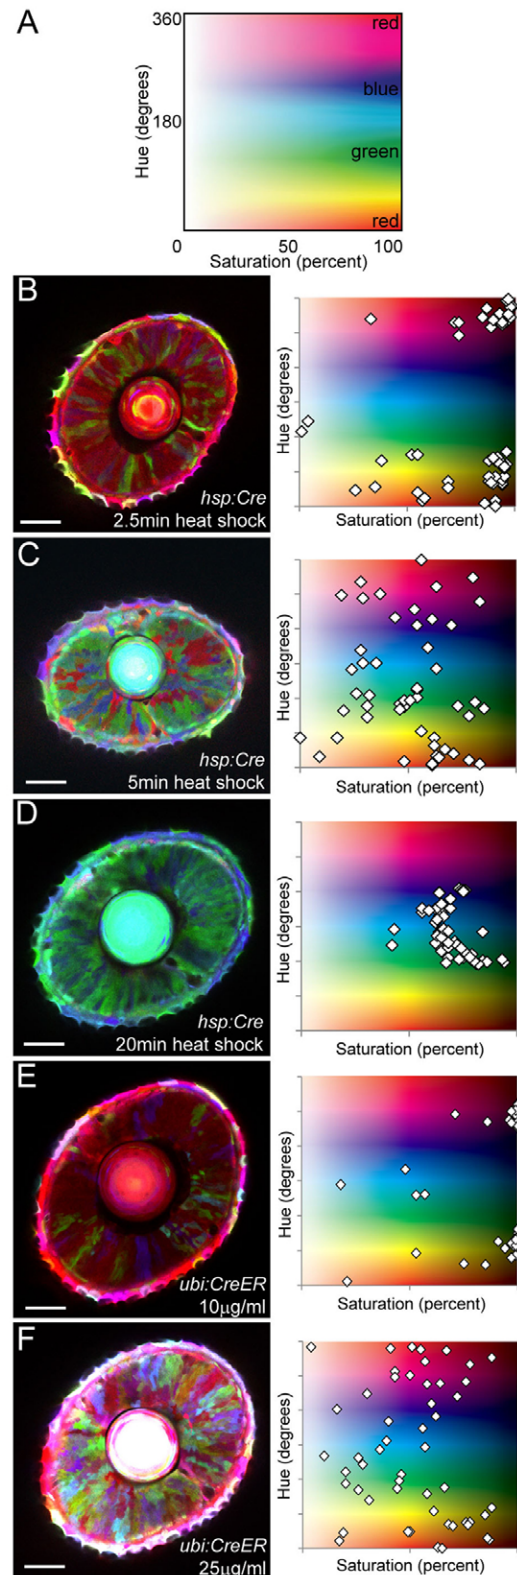 A
360
red
blue
180
green
red
Hue (degrees)
0
50
100
Saturation (percent)
B
hsp:Cre
2.5min heat shock
Hue (degrees)
Saturation (percent)
C
hsp:Cre
5min heat shock
Hue (degrees)
Saturation (percent)
D
hsp:Cre
20min heat shock
Hue (degrees)
Saturation (percent)
E
ubi:CreER
10µg/ml
Hue (degrees)
Saturation (percent)
F
ubi:CreER
25µg/ml
Hue (degrees)
Saturation (percent)